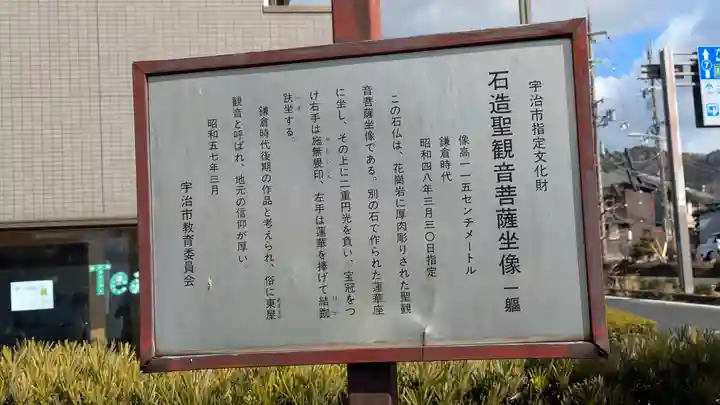 宇治市指定文化財
石造聖観音菩薩坐像 一軀
像高一一五センチメートル
鎌倉時代
昭和四八年三月三〇日指定
この石仏は、花崗岩に厚肉彫りされた聖観
音菩薩坐像である。別の石で作られた蓮華座
に坐し、その上に二重円光を負い、宝冠をつ
け右手は施無畏印、左手は蓮華を捧げて結跏
趺坐する。
鎌倉時代後期の作品と考えられ、俗に東屋
観音と呼ばれ、地元の信仰が厚い。
昭和五七年三月
宇治市教育委員会
Tea
7